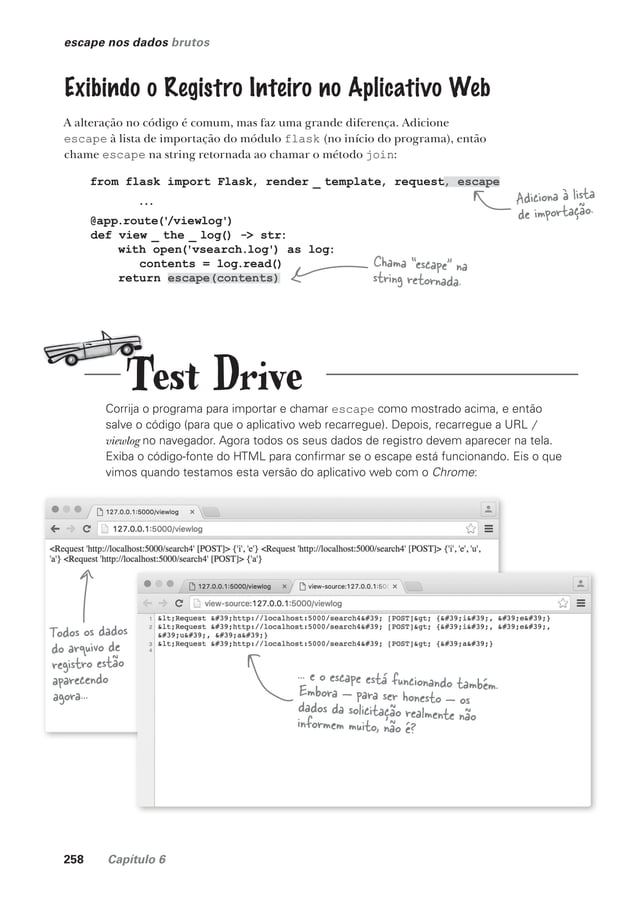 escape nos dados brutos
Exibindo o Registro Inteiro no Aplicativo Web
A alteração no código é comum, mas faz uma grande diferença. Adicione
escape à lista de importação do módulo flask (no início do programa), então
chame escape na string retornada ao chamar o método join:
from flask import Flask, render _ template, request, escape
...
Adiciona à lista
de importação.
@app.route('/viewlog')
def view _ the _ log() -> str:
with open('vsearch.log') as log:
contents = log.read()
return escape(contents)
Chama "escape" na
string retornada.
Test Drive
Corrija o programa para importar e chamar escape como mostrado acima, e então
salve o código (para que o aplicativo web recarregue). Depois, recarregue a URL /
viewlog no navegador. Agora todos os seus dados de registro devem aparecer na tela.
Exiba o código-fonte do HTML para confirmar se o escape está funcionando. Eis o que
vimos quando testamos esta versão do aplicativo web com o Chrome:
127.0.0.1:5000/viewlog
127.0.0.1:5000/viewlog
<Request 'http://localhost:5000/search4' [POST]> {'i', 'e'} <Request 'http://localhost:5000/search4' [POST]> {'i', 'e', 'u',
'a'} <Request 'http://localhost:5000/search4' [POST]> {'a'}
Todos os dados
do arquivo de
registro estão
aparecendo
agora...
127.0.0.1:5000/viewlog view-source:127.0.0.1:500
view-source:127.0.0.1:5000/viewlog
1 &lt;Request &#39;http://localhost:5000/search4&#39; [POST]&gt; {&#39;i&#39;, &#39;e&#39;}
2 &lt;Request &#39;http://localhost:5000/search4&#39; [POST]&gt; {&#39;i&#39;, &#39;e&#39;,
&#39;u&#39;, &#39;a&#39;}
3 &lt;Request &#39;http://localhost:5000/search4&#39; [POST]&gt; {&#39;a&#39;}
4
... e o escape está funcionando também.
Embora — para ser honesto — os
dados da solicitação realmente não
informem muito, não é?
258 Capítulo 6